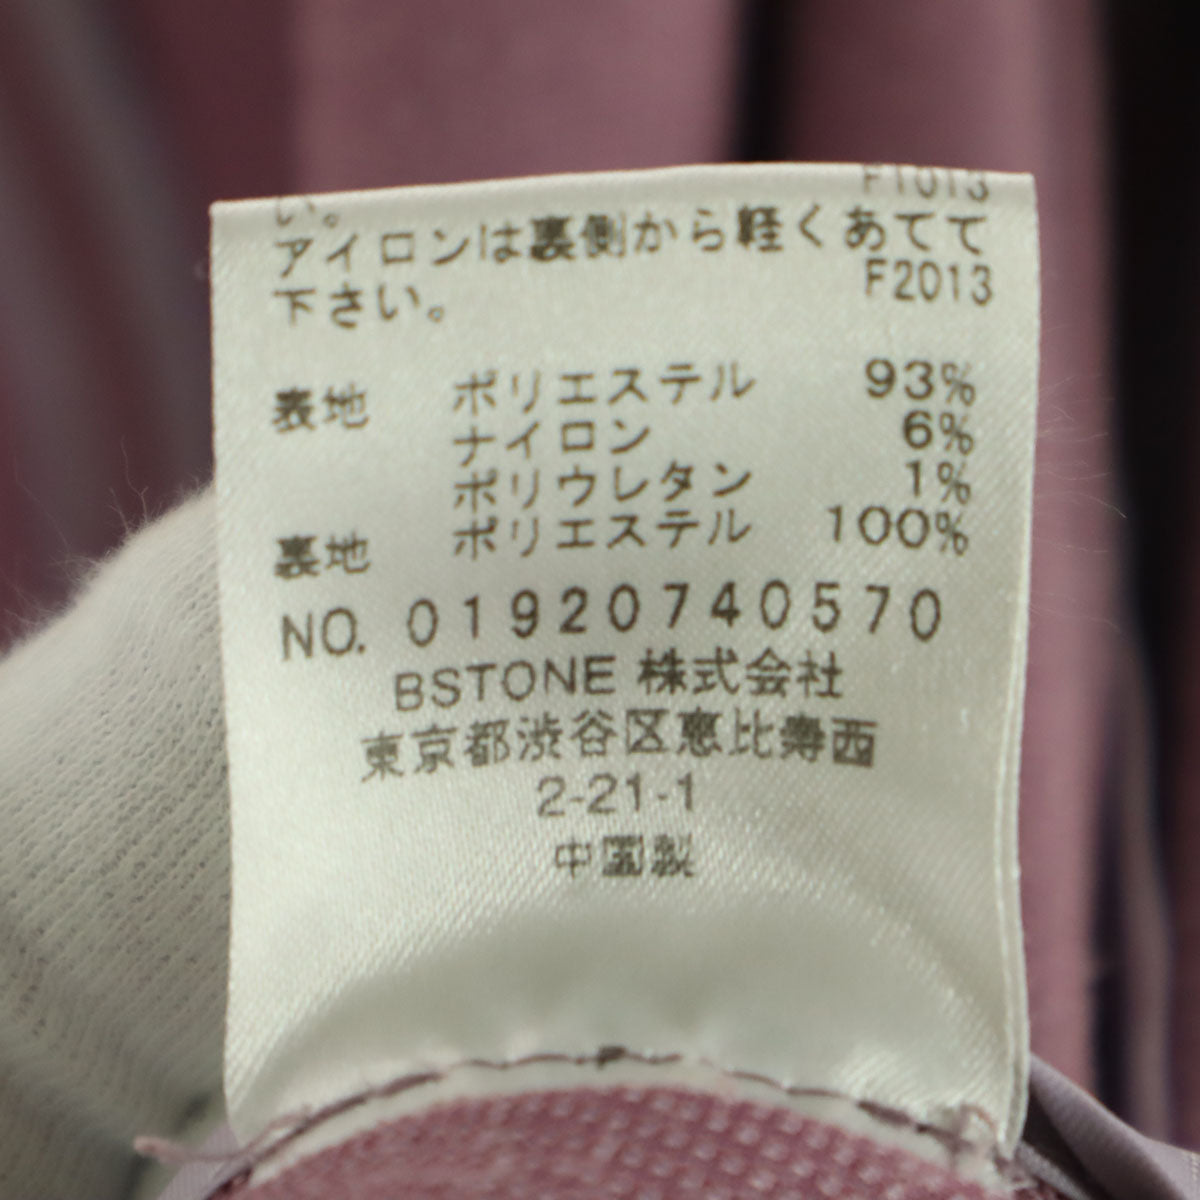 F1013
い。
アイロンは裏側から軽くあてて
下さい。 F2013
表地 ポリエステル 93%
ナイロン 6%
ポリウレタン 1%
裏地 ポリエステル 100%
NO. 01920740570
BSTONE 株式会社
東京都渋谷区恵比寿西
2-21-1
中国製